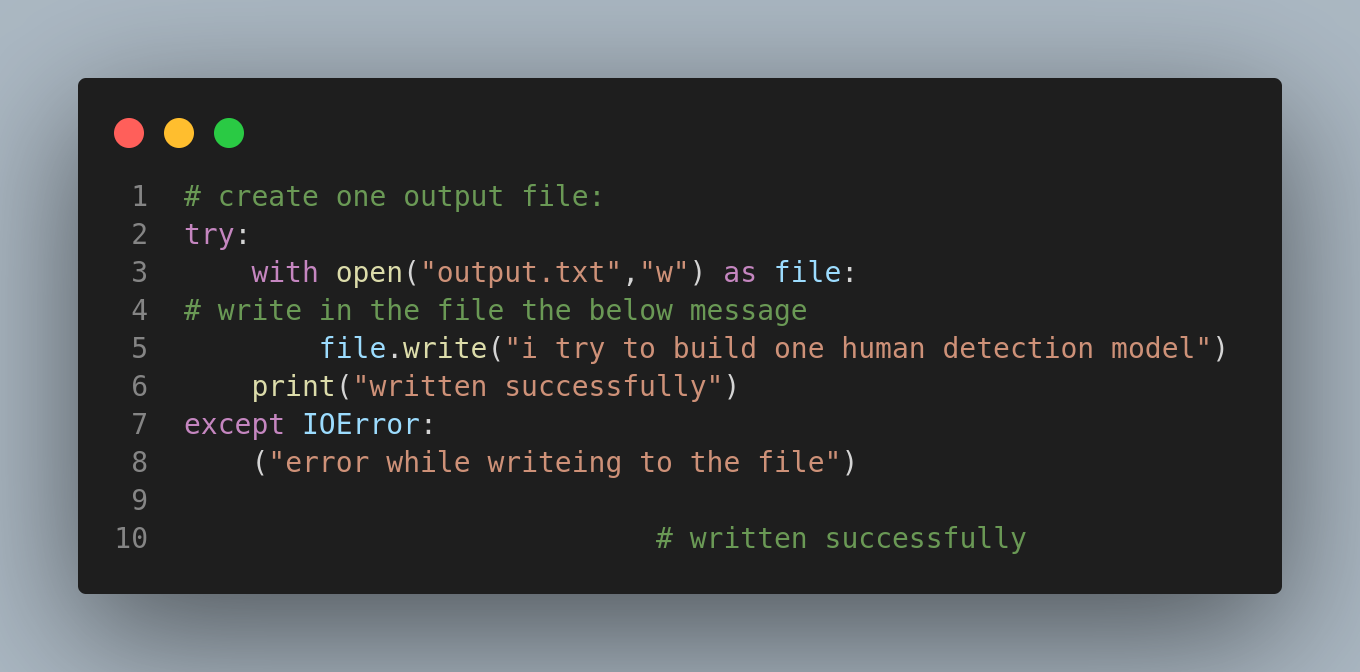 1 # create one output file:
2 try:
3     with open("output.txt","w") as file:
4 # write in the file the below message
5         file.write("i try to build one human detection model")
6     print("written successfully")
7 except IOError:
8     ("error while writeing to the file")
9
10                             # written successfully